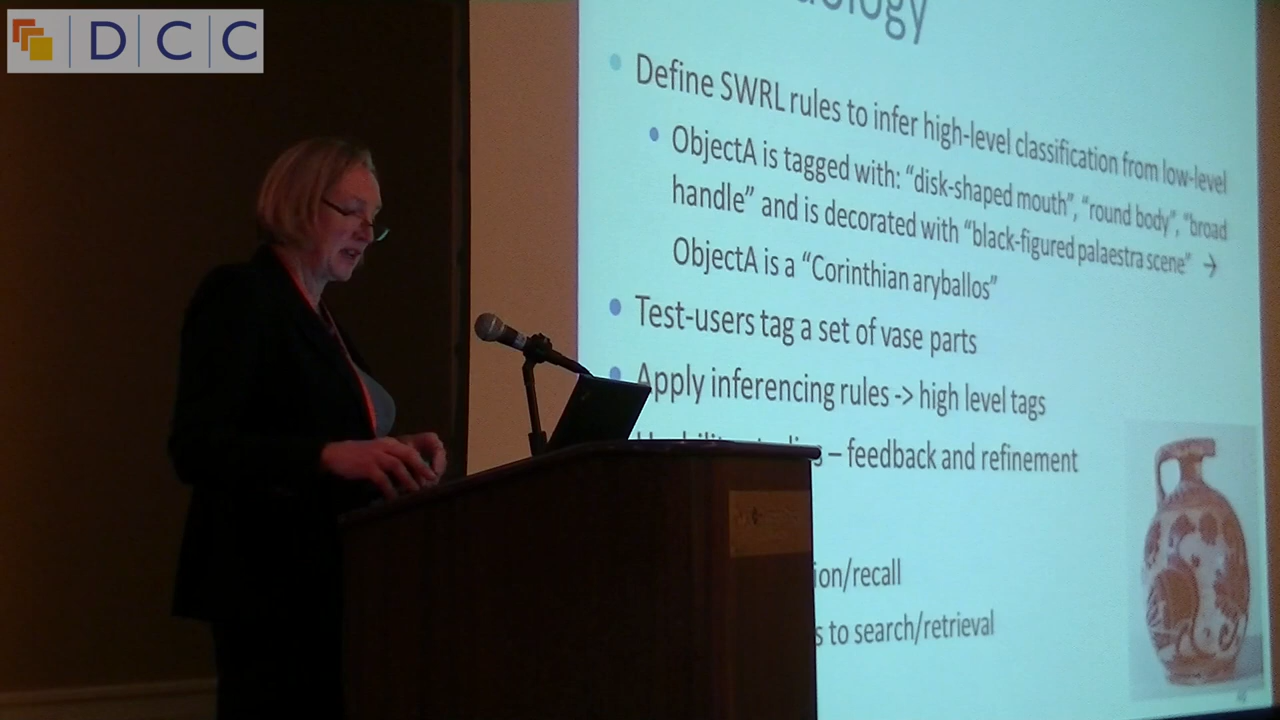 DCC
Define SWRL rules to infer high-level classification from low-level
ObjectA is tagged with: “disk-shaped mouth”, “round body”, “broad
handle” and is decorated with “black-figured palaestra scene” →
ObjectA is a “Corinthian aryballos”
Test-users tag a set of vase parts
Apply inferencing rules -> high level tags
– feedback and refinement
ion/recall
s to search/retrieval